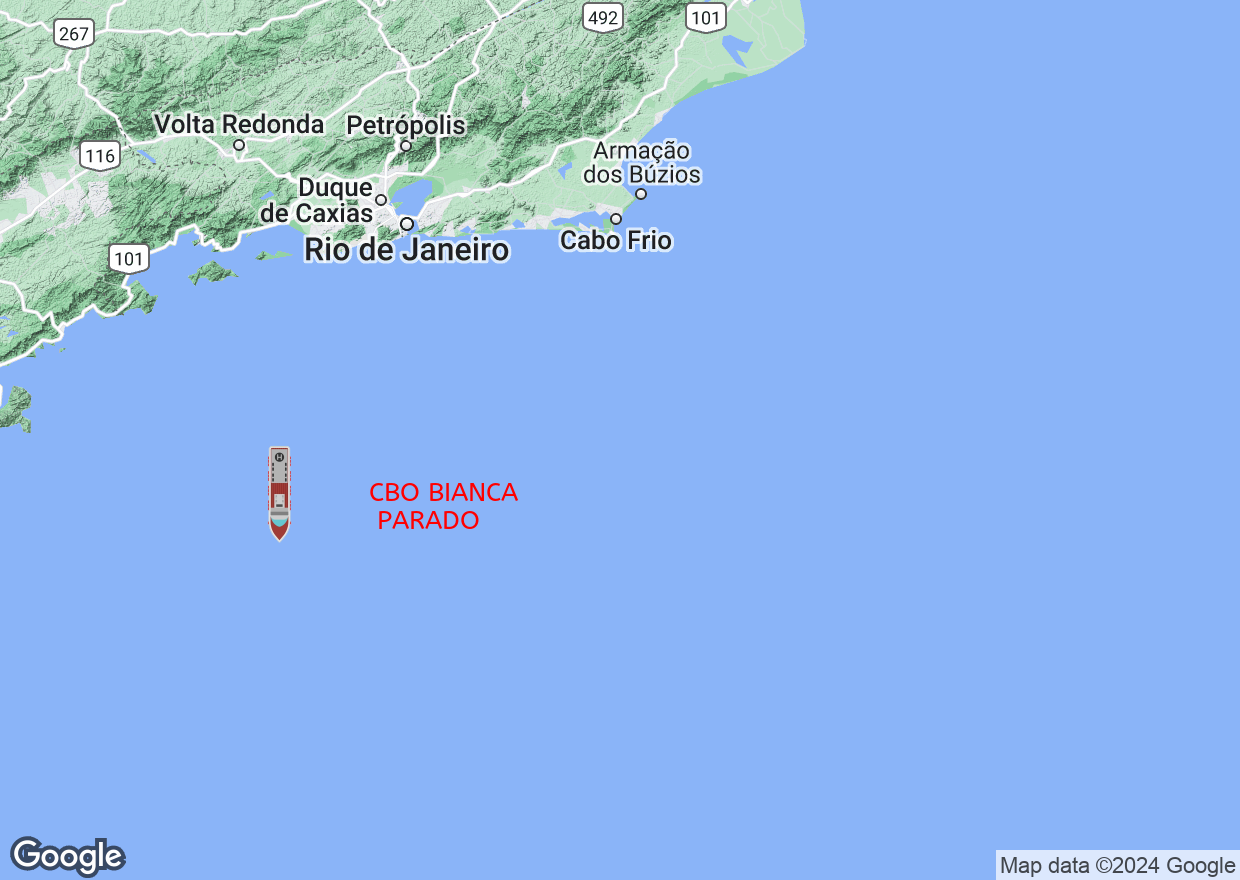 267
492
101
Volta Redonda
Petrópolis
116
Armação
dos Búzios
Duque
de Caxias
Rio de Janeiro
Cabo Frio
101
H
CBO BIANCA
PARADO
Google
Map data ©2024 Google